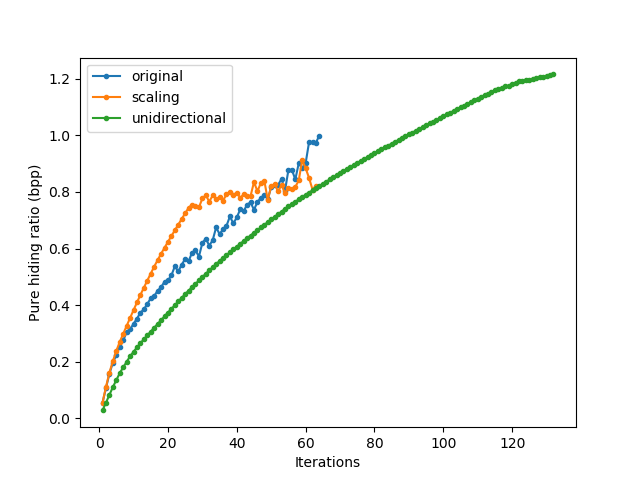 original
scaling
unidirectional
1.2
1.0
0.8
0.6
0.4
0.2
0.0
Pure hiding ratio (bpp)
0 20 40 60 80 100 120
Iterations